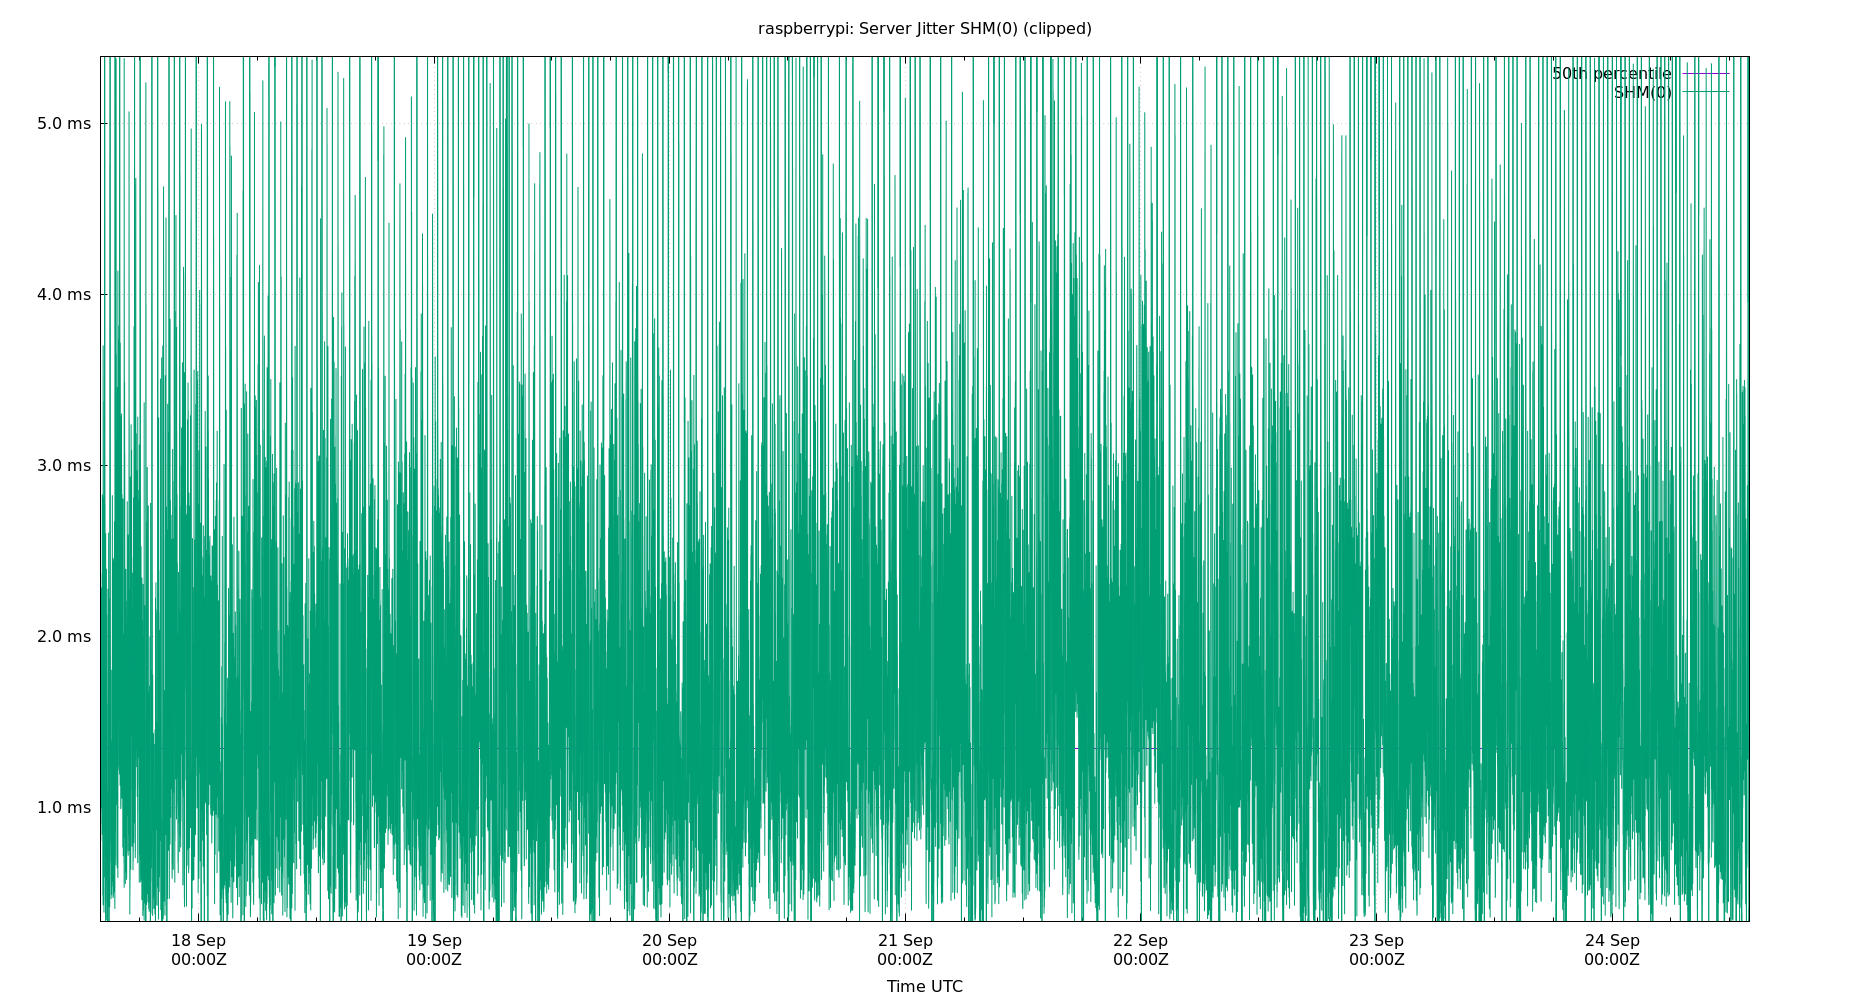 raspberrypi: Server Jitter SHM(0) (clipped)
50th percentile
SHM(0)
5.0 ms
4.0 ms
3.0 ms
2.0 ms
1.0 ms
18 Sep 19 Sep 20 Sep 21 Sep 22 Sep 23 Sep 24 Sep
00:00Z 00:00Z 00:00Z 00:00Z 00:00Z 00:00Z 00:00Z
Time UTC